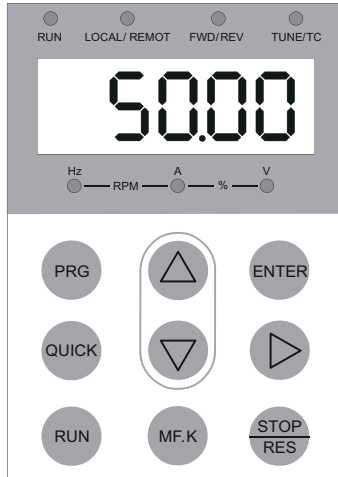 RUN LOCAL/REMOT FWD/REV TUNE/TC
50.00
Hz A V
RPM %
PRG ENTER
QUICK
RUN MF.K STOP
RES